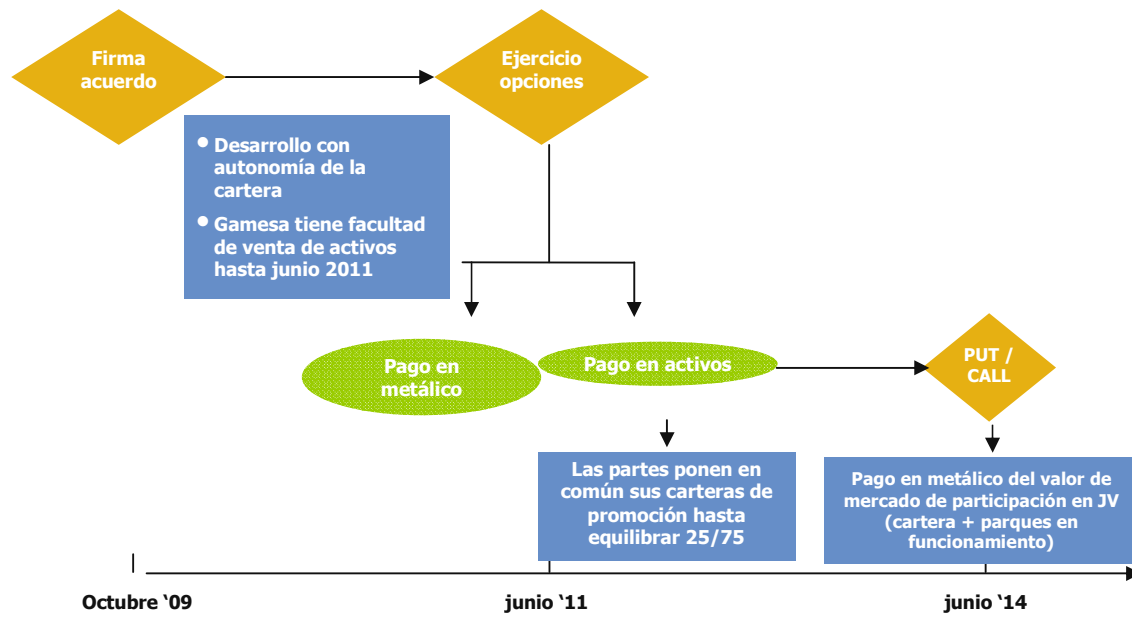 Firma
acuerdo
Ejercicio
opciones
• Desarrollo con
autonomía de la
cartera
• Gamesa tiene facultad
de venta de activos
hasta junio 2011
Pago en
metálico
Pago en activos
PUT /
CALL
Las partes ponen en
común sus carteras de
promoción hasta
equilibrar 25/75
Pago en metálico del valor de
mercado de participación en JV
(cartera + parques en
funcionamiento)
Octubre ‘09
junio ‘11
junio ‘14